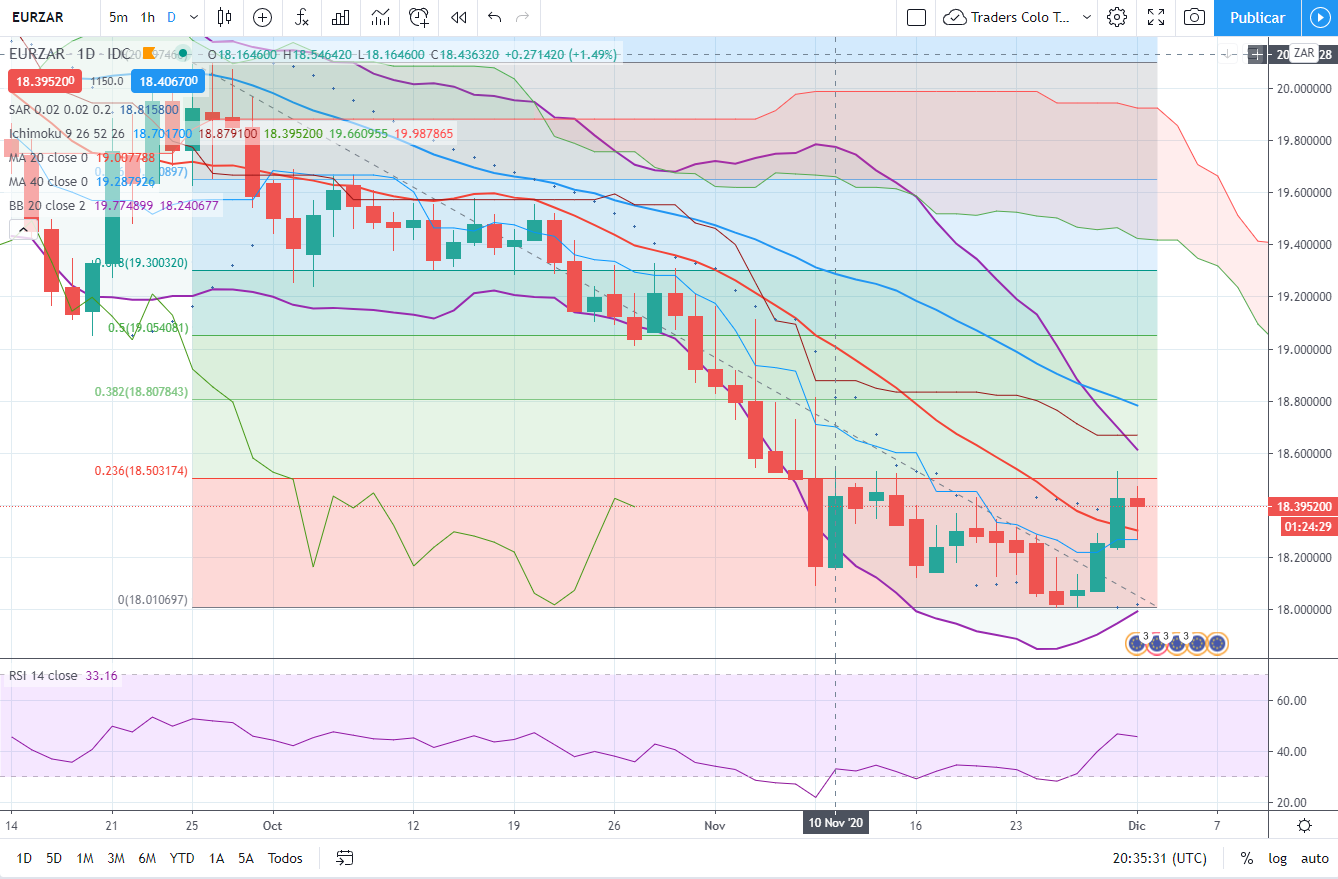 EURZAR 5m 1h D Traders Colo T... Publicar
EURZAR · 1D · IDC O18.164600 H18.546420 L18.164600 C18.436320 +0.271420 (+1.49%)
18.395200 1150.0 18.406700
SAR 0.02 0.02 0.2 18.815800
Ichimoku 9 26 52 26 18.701700 18.879100 18.395200 19.660955 19.987865
MA 20 close 0 19.007788
MA 40 close 0 19.287926
BB 20 close 2 19.774899 18.240677
0.618(19.300320)
0.5(19.054081)
0.382(18.807843)
0.236(18.503174)
0(18.010697)
ZAR
28
20.000000
19.800000
19.600000
19.400000
19.200000
19.000000
18.800000
18.600000
18.395200
01:24:29
18.200000
18.000000
3 3 3
RSI 14 close 33.16
60.00
40.00
20.00
14 21 25 Oct 12 19 26 Nov 10 Nov '20 16 23 Dic 7
1D 5D 1M 3M 6M YTD 1A 5A Todos 20:35:31 (UTC) % log auto